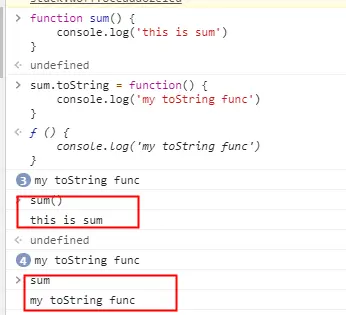 function sum() {
console.log('this is sum')
}
undefined
sum.toString = function() {
console.log('my toString func')
}
ƒ () {
console.log('my toString func')
}
3 my toString func
sum()
this is sum
undefined
4 my toString func
sum
my toString func